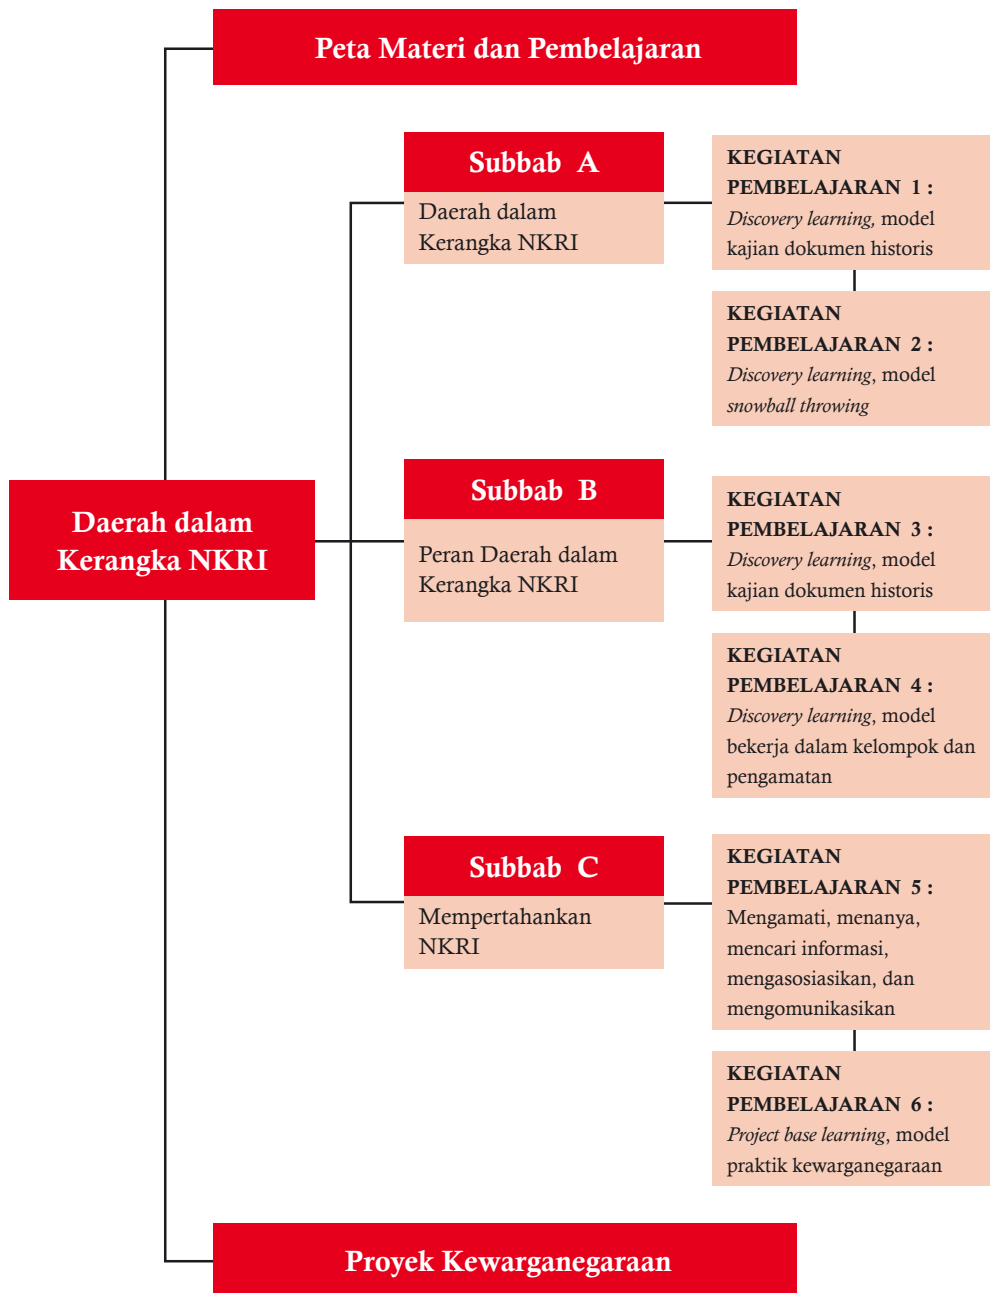 Peta Materi dan Pembelajaran
Daerah dalam
Kerangka NKRI
Subbab A
Daerah dalam
Kerangka NKRI
KEGIATAN
PEMBELAJARAN 1 :
Discovery learning, model
kajian dokumen historis
KEGIATAN
PEMBELAJARAN 2 :
Discovery learning, model
snowball throwing
Subbab B
Peran Daerah dalam
Kerangka NKRI
KEGIATAN
PEMBELAJARAN 3 :
Discovery learning, model
kajian dokumen historis
KEGIATAN
PEMBELAJARAN 4 :
Discovery learning, model
bekerja dalam kelompok dan
pengamatan
Subbab C
Mempertahankan
NKRI
KEGIATAN
PEMBELAJARAN 5 :
Mengamati, menanya,
mencari informasi,
mengasosiasikan, dan
mengomunikasikan
KEGIATAN
PEMBELAJARAN 6 :
Project base learning, model
praktik kewarganegaraan
Proyek Kewarganegaraan